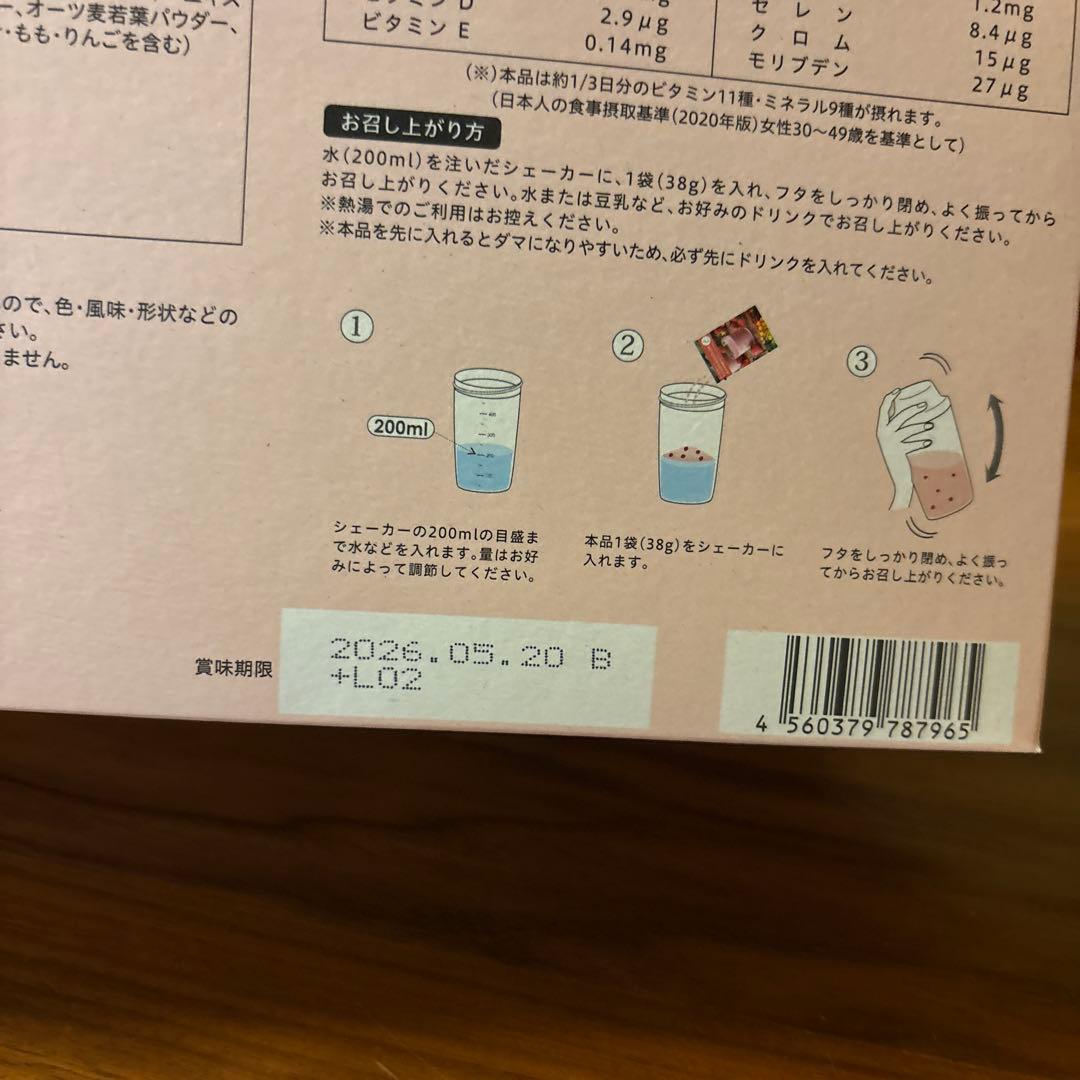 、オーツ麦若葉パウダー、
・もも・りんごを含む)
ビタミン D
2.9μg
ビタミン E
0.14mg
セレン
1.2mg
クロム
8.4μg
モリブデン
15μg
27μg
(※)本品は約1/3日分のビタミン11種・ミネラル9種が摂れます。
(日本人の食事摂取基準(2020年版)女性30〜49歳を基準として)
お召し上がり方
水(200ml)を注いだシェーカーに、1袋(38g)を入れ、フタをしっかり閉め、よく振ってから
お召し上がりください。水または豆乳など、お好みのドリンクでお召し上がりください。
※熱湯でのご利用はお控えください。
※本品を先に入れるとダマになりやすいため、必ず先にドリンクを入れてください。
ので、色・風味・形状などの
さい。
ません。
①
②
③
200ml
シェーカーの200mlの目盛ま
で水などを入れます。量はお好
みによって調節してください。
本品1袋(38g)をシェーカーに
入れます。
フタをしっかり閉め、よく振っ
てからお召し上がりください。
賞味期限
2026.05.20 B
+L02
4 560379 787965